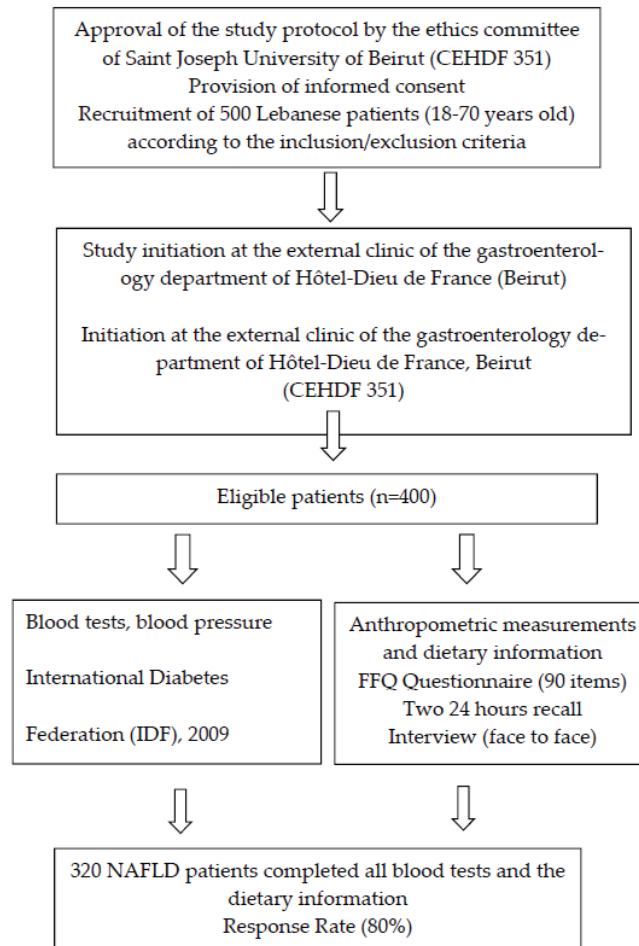 Approval of the study protocol by the ethics committee
of Saint Joseph University of Beirut (CEHDF 351)
Provision of informed consent
Recruitment of 500 Lebanese patients (18-70 years old)
according to the inclusion/exclusion criteria
Study initiation at the external clinic of the gastroenterol-
ogy department of Hôtel-Dieu de France (Beirut)
Initiation at the external clinic of the gastroenterology de-
partment of Hôtel-Dieu de France, Beirut
(CEHDF 351)
Eligible patients (n=400)
Blood tests, blood pressure
International Diabetes
Federation (IDF), 2009
Anthropometric measurements
and dietary information
FFQ Questionnaire (90 items)
Two 24 hours recall
Interview (face to face)
320 NAFLD patients completed all blood tests and the
dietary information
Response Rate (80%)